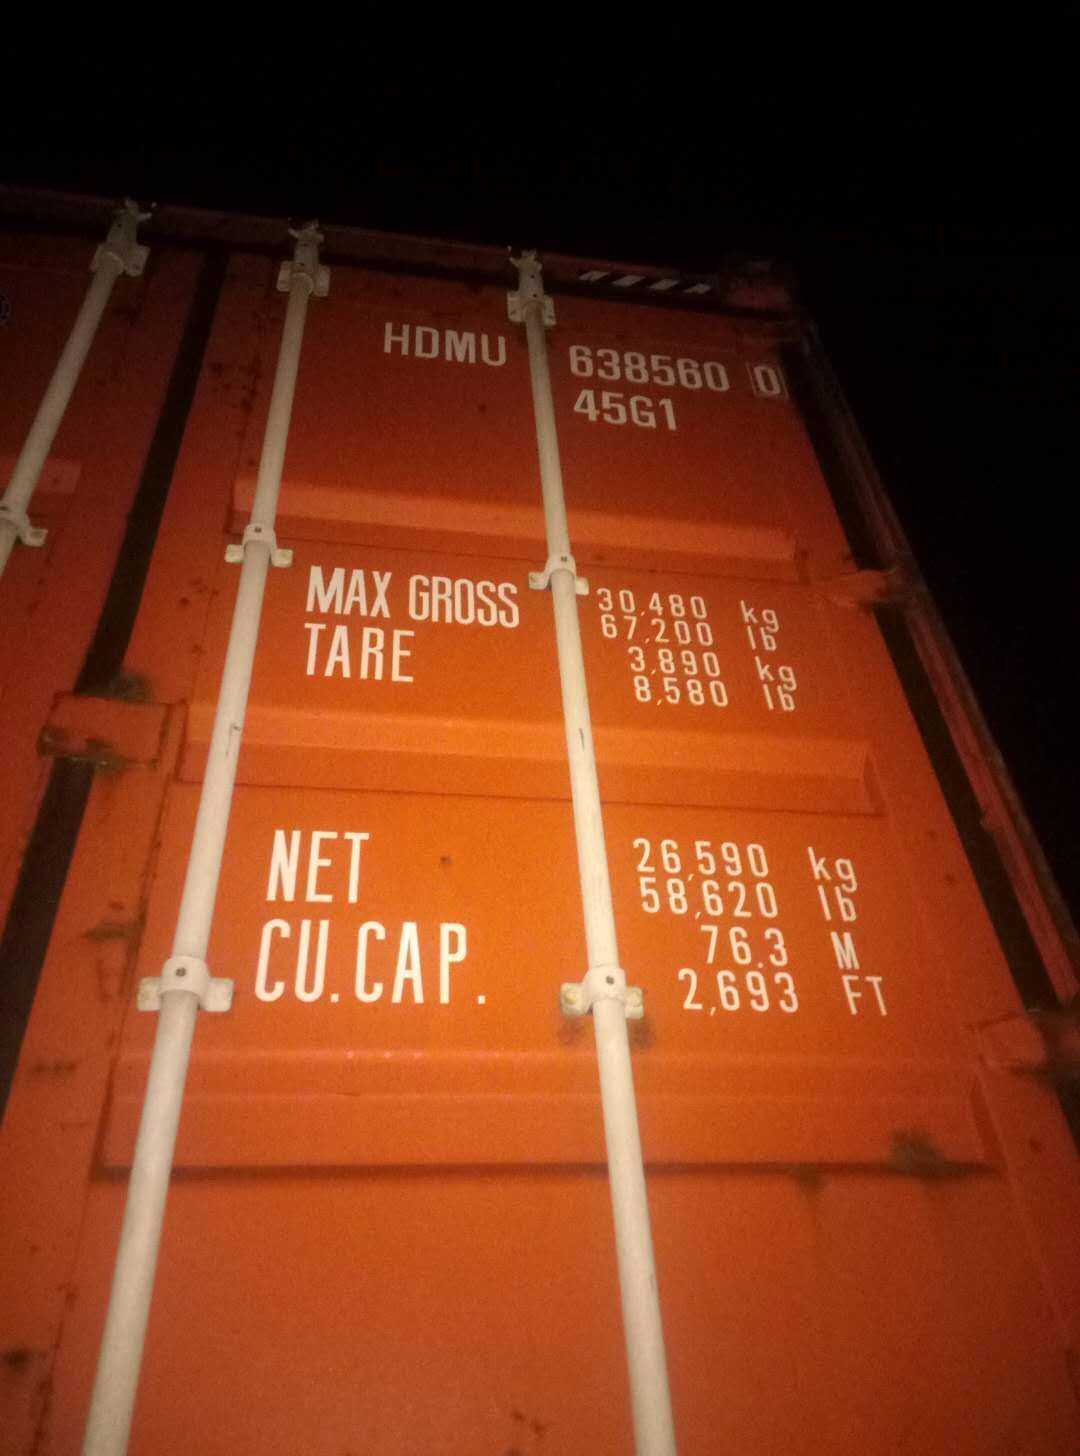 HDMU 638560 0
45G1
MAX GROSS 30,480 kg
67,200 lb
TARE 3,890 kg
8,580 lb
NET 26,590 kg
58,620 lb
CU.CAP. 76.3 M
2,693 FT